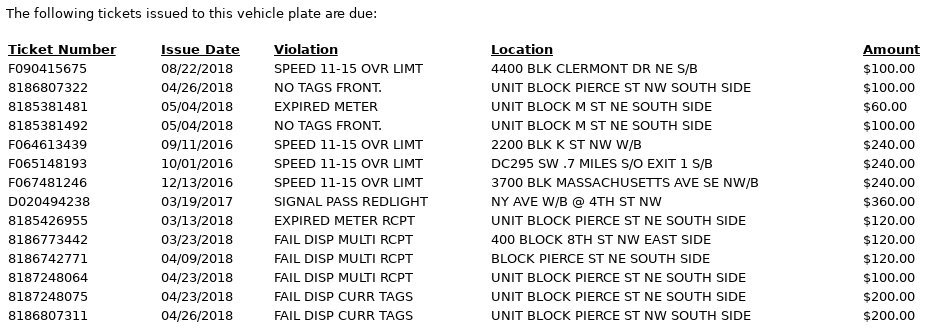 The following tickets issued to this vehicle plate are due:
Ticket Number Issue Date Violation Location Amount
F090415675 08/22/2018 SPEED 11-15 OVR LIMT 4400 BLK CLERMONT DR NE S/B $100.00
8186807322 04/26/2018 NO TAGS FRONT. UNIT BLOCK PIERCE ST NW SOUTH SIDE $100.00
8185381481 05/04/2018 EXPIRED METER UNIT BLOCK M ST NE SOUTH SIDE $60.00
8185381492 05/04/2018 NO TAGS FRONT. UNIT BLOCK M ST NE SOUTH SIDE $100.00
F064613439 09/11/2016 SPEED 11-15 OVR LIMT 2200 BLK K ST NW W/B $240.00
F065148193 10/01/2016 SPEED 11-15 OVR LIMT DC295 SW .7 MILES S/O EXIT 1 S/B $240.00
F067481246 12/13/2016 SPEED 11-15 OVR LIMT 3700 BLK MASSACHUSETTS AVE SE NW/B $240.00
D020494238 03/19/2017 SIGNAL PASS REDLIGHT NY AVE W/B @ 4TH ST NW $360.00
8185426955 03/13/2018 EXPIRED METER RCPT UNIT BLOCK PIERCE ST NE SOUTH SIDE $120.00
8186773442 03/23/2018 FAIL DISP MULTI RCPT 400 BLOCK 8TH ST NW EAST SIDE $120.00
8186742771 04/09/2018 FAIL DISP MULTI RCPT BLOCK PIERCE ST NE SOUTH SIDE $120.00
8187248064 04/23/2018 FAIL DISP MULTI RCPT UNIT BLOCK PIERCE ST NE SOUTH SIDE $100.00
8187248075 04/23/2018 FAIL DISP CURR TAGS UNIT BLOCK PIERCE ST NE SOUTH SIDE $200.00
8186807311 04/26/2018 FAIL DISP CURR TAGS UNIT BLOCK PIERCE ST NW SOUTH SIDE $200.00